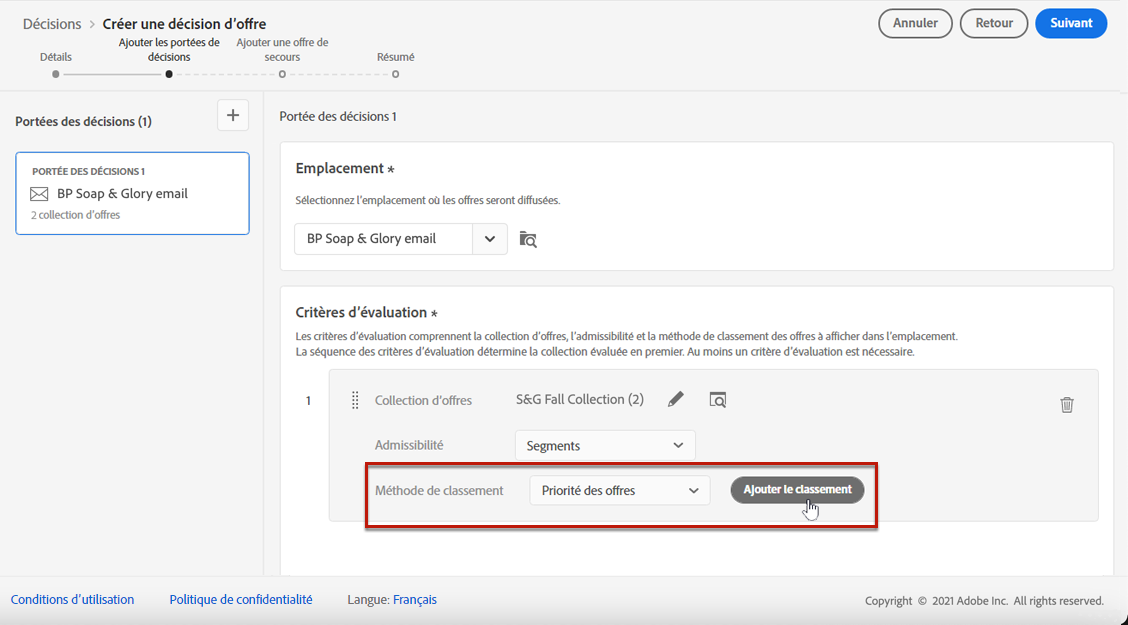 Décisions > Créer une décision d'offre
Annuler
Retour
Suivant
Détails
Ajouter les portées de
décisions
Ajouter une offre de
secours
Résumé
Portées des décisions (1)
PORTÉE DES DÉCISIONS 1
BP Soap & Glory email
2 collection d'offres
Portée des décisions 1
Emplacement *
Sélectionnez l'emplacement où les offres seront diffusées.
BP Soap & Glory email
Critères d'évaluation *
Les critères d'évaluation comprennent la collection d'offres, l'admissibilité et la méthode de classement des offres à afficher dans l'emplacement.
La séquence des critères d'évaluation détermine la collection évaluée en premier. Au moins un critère d'évaluation est nécessaire.
1
Collection d'offres
S&G Fall Collection (2)
Admissibilité
Segments
Méthode de classement
Priorité des offres
Ajouter le classement
Conditions d'utilisation
Politique de confidentialité
Langue: Français
Copyright © 2021 Adobe Inc. All rights reserved.